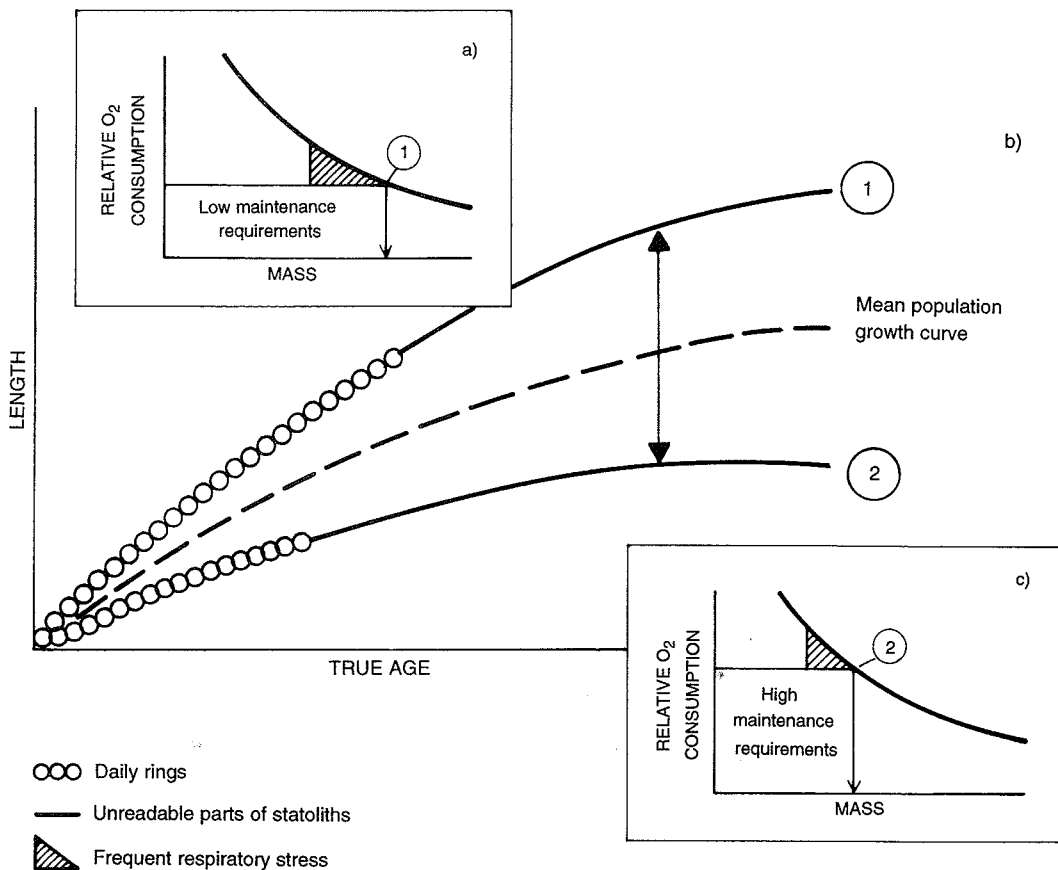 a)
RELATIVE O₂
CONSUMPTION
1
Low maintenance
requirements
MASS
b)
1
Mean population
growth curve
LENGTH
2
TRUE AGE
c)
RELATIVE O₂
CONSUMPTION
2
High
maintenance
requirements
MASS
Daily rings
Unreadable parts of statoliths
Frequent respiratory stress